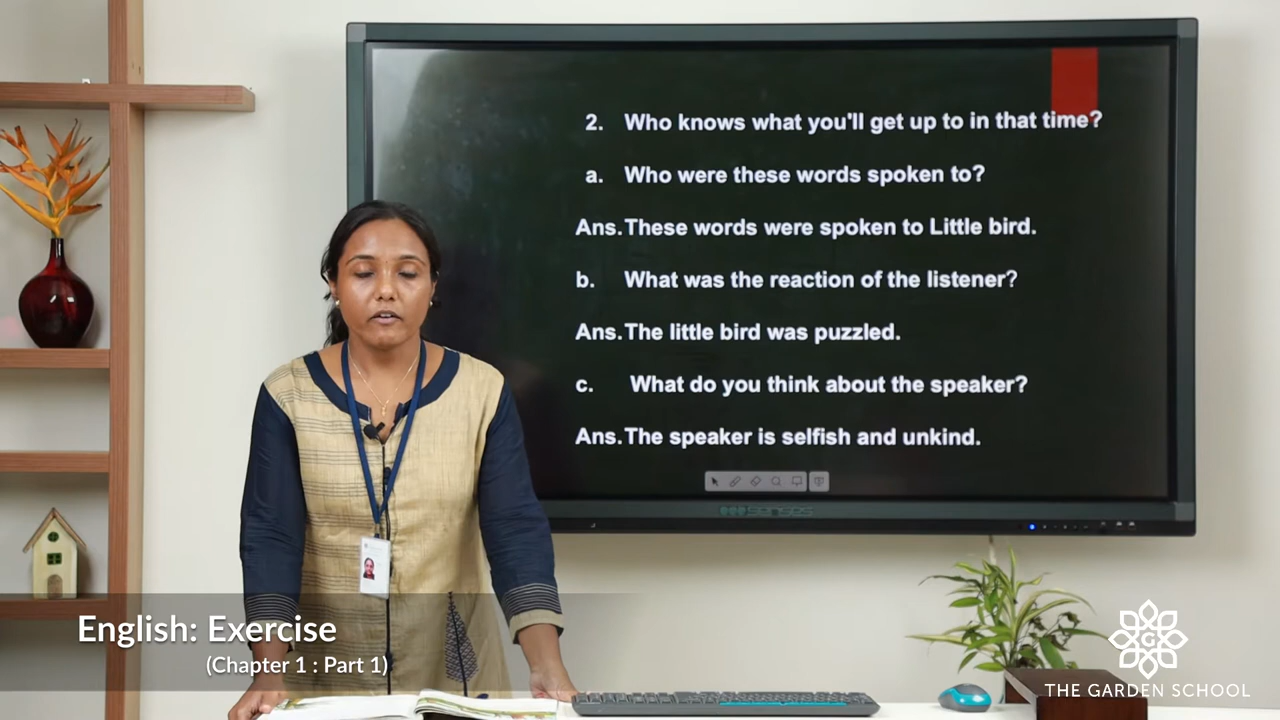 2. Who knows what you'll get up to in that time?
a. Who were these words spoken to?
Ans. These words were spoken to Little bird.
b. What was the reaction of the listener?
Ans. The little bird was puzzled.
c. What do you think about the speaker?
Ans. The speaker is selfish and unkind.
English: Exercise
(Chapter 1 : Part 1)
G
THE GARDEN SCHOOL